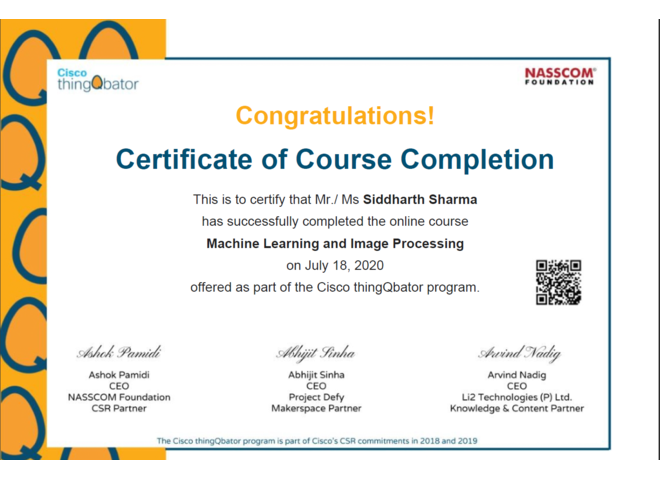 Cisco
thingQbator
NASSCOM®
FOUNDATION
Congratulations!
Certificate of Course Completion
This is to certify that Mr./ Ms Siddharth Sharma
has successfully completed the online course
Machine Learning and Image Processing
on July 18, 2020
offered as part of the Cisco thingQbator program.
Ashok Pamidi
Abhijit Sinha
Arvind Nadig
Ashok Pamidi
CEO
NASSCOM Foundation
CSR Partner
Abhijit Sinha
CEO
Project Defy
Makerspace Partner
Arvind Nadig
CEO
Li2 Technologies (P) Ltd.
Knowledge & Content Partner
The Cisco thingQbator program is part of Cisco's CSR commitments in 2018 and 2019